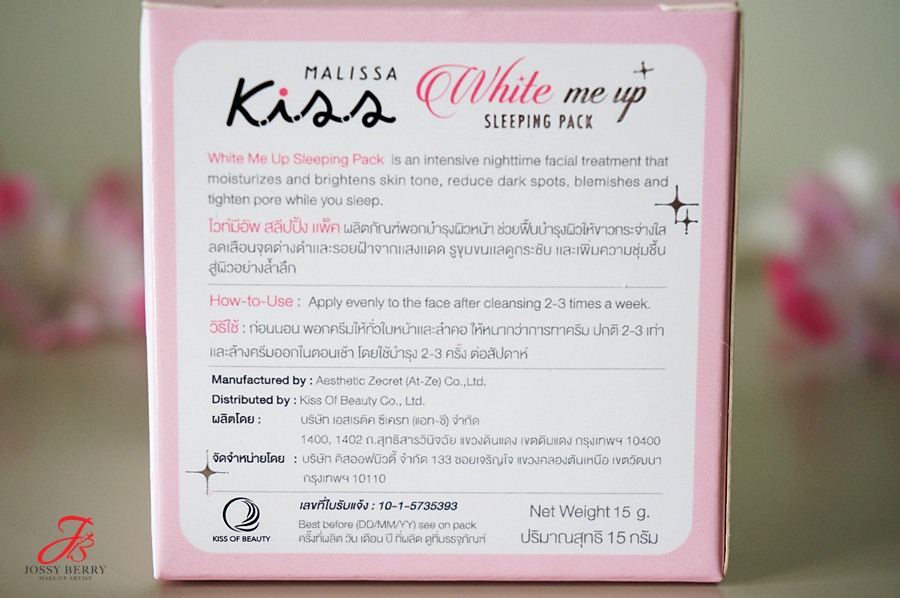 MALISSA
K.i.s.s
White me up
SLEEPING PACK
White Me Up Sleeping Pack is an intensive nighttime facial treatment that
moisturizes and brightens skin tone, reduce dark spots, blemishes and
tighten pore while you sleep.
ไวท์มีอัพ สลีปปิ้ง แพ็ค ผลิตภัณฑ์พอกบำรุงผิวหน้า ช่วยฟื้นบำรุงผิวให้ขาวกระจ่างใส
ลดเลือนจุดด่างดำและรอยฝ้าจากแสงแดด รูขุมขนแลดูกระชับ และเพิ่มความชุ่มชื้น
สู่ผิวอย่างล้ำลึก
How-to-Use : Apply evenly to the face after cleansing 2-3 times a week.
วิธีใช้ : ก่อนนอน พอกครีมให้ทั่วใบหน้าและลำคอ ให้หนากว่าการทาครีม ปกติ 2-3 เท่า
และล้างครีมออกในตอนเช้า โดยใช้บำรุง 2-3 ครั้ง ต่อสัปดาห์
Manufactured by : Aesthetic Zecret (At-Ze) Co.,Ltd.
Distributed by : Kiss Of Beauty Co., Ltd.
ผลิตโดย : บริษัท เอสเรติค ซีเครท (แอท-ซี) จำกัด
1400, 1402 ถ.สุทธิสารวินิจฉัย แขวงดินแดง เขตดินแดง กรุงเทพฯ 10400
จัดจำหน่ายโดย : บริษัท คิสออฟบิวตี้ จำกัด 133 ซอยเจริญใจ แขวงคลองตันเหนือ เขตวัฒนา
กรุงเทพฯ 10110
KISS OF BEAUTY
เลขที่ใบรับแจ้ง : 10-1-5735393
Best before (DD/MM/YY) see on pack
ครั้งที่ผลิต วัน เดือน ปี ที่ผลิต ดูที่บรรจุภัณฑ์
Net Weight 15 g.
ปริมาณสุทธิ 15 กรัม
JOSSY BERRY
MAKE-UP ARTIST